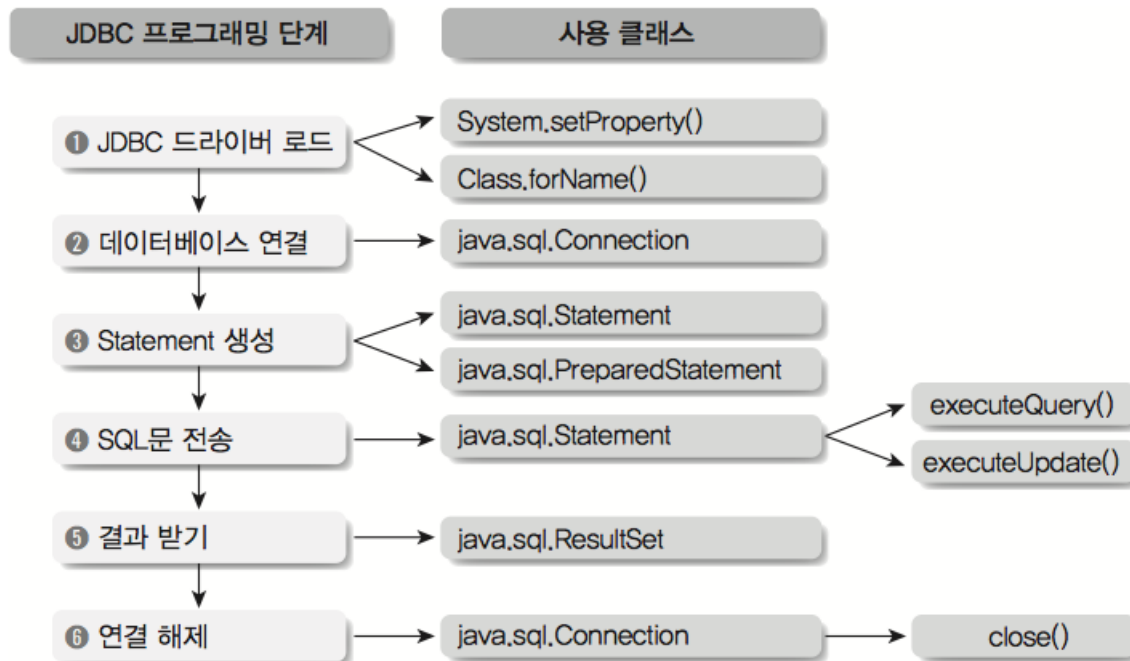 JDBC 프로그래밍 단계
사용 클래스
❶ JDBC 드라이버 로드
System.setProperty()
Class.forName()
❷ 데이터베이스 연결
java.sql.Connection
❸ Statement 생성
java.sql.Statement
java.sql.PreparedStatement
❹ SQL문 전송
java.sql.Statement
executeQuery()
executeUpdate()
❺ 결과 받기
java.sql.ResultSet
❻ 연결 해제
java.sql.Connection
close()